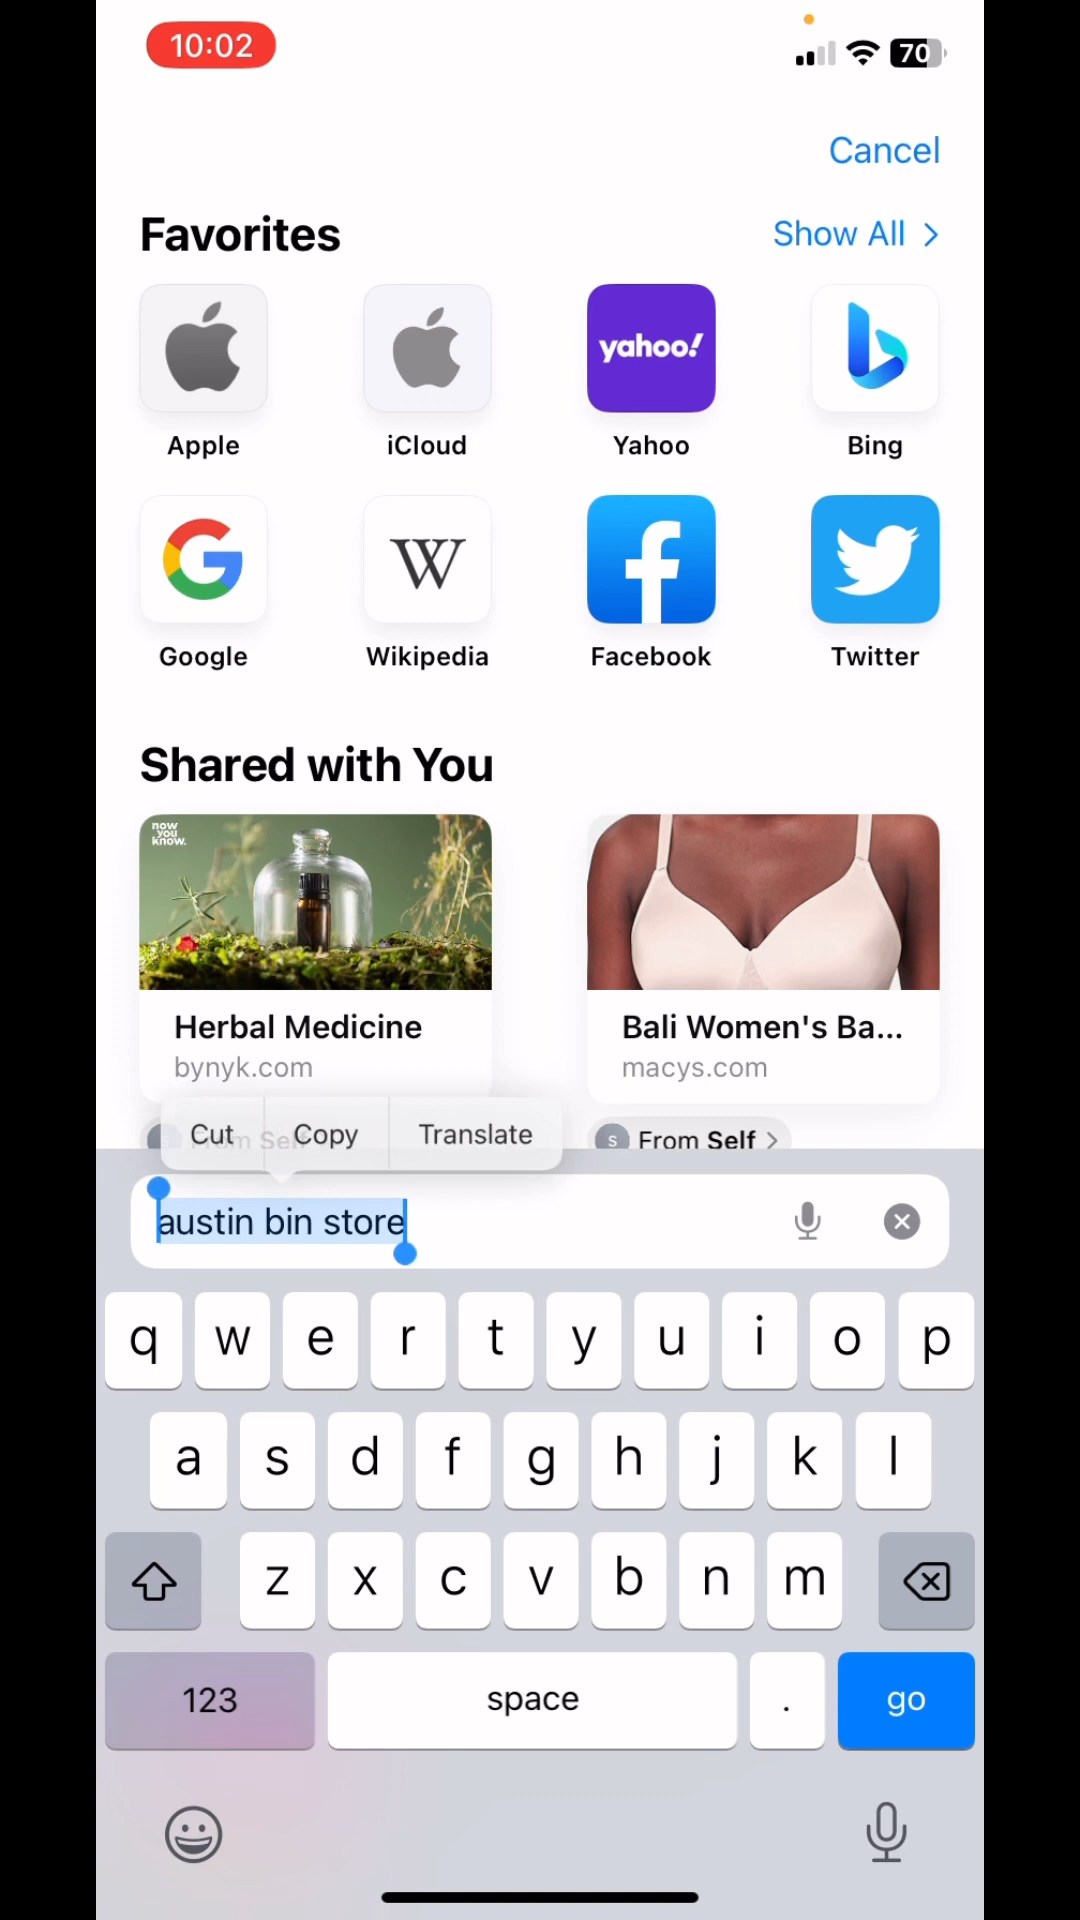 10:02
70
Cancel
Favorites
Show All
yahoo!
Apple
iCloud
Yahoo
Bing
W
Google
Wikipedia
Facebook
Twitter
Shared with You
now
you
know.
Herbal Medicine
bynyk.com
Bali Women's Ba...
macys.com
From Self
S From Self
Cut
Copy
Translate
austin bin store
q w e r t y u i o p
a s d f g h j k l
z x c v b n m
123 space . go